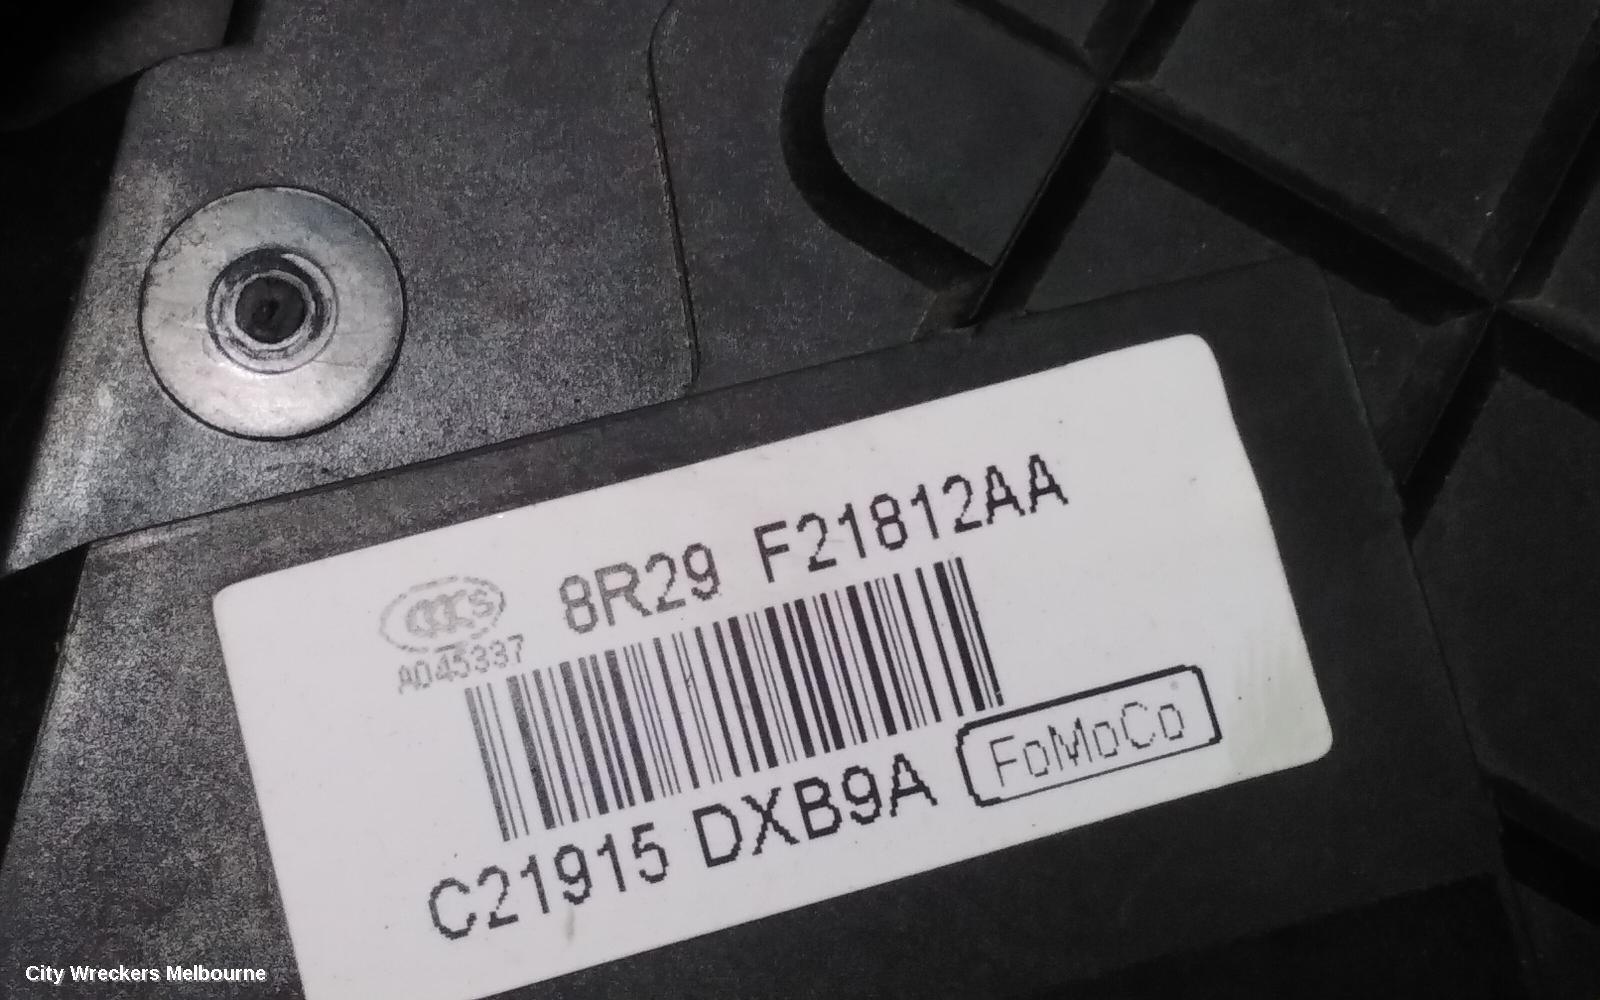 8R29 F21812AA
A045337
C21915 DXB9A
FoMoCo
City Wreckers Melbourne